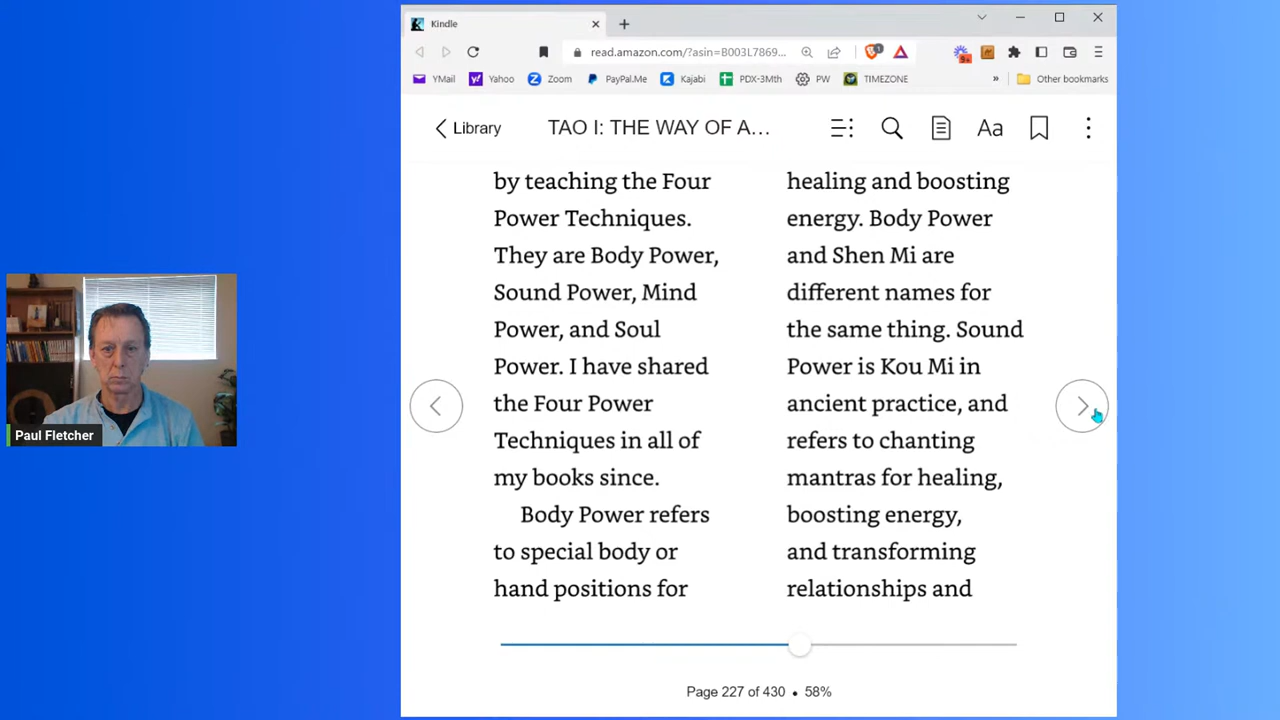 Kindle
read.amazon.com/?asin=B003L7869...
1
9+
YMail
Yahoo
Zoom
PayPal.Me
Kajabi
PDX-3Mth
PW
TIMEZONE
»
Other bookmarks
Library
TAO I: THE WAY OF A...
Aa
by teaching the Four
Power Techniques.
They are Body Power,
Sound Power, Mind
Power, and Soul
Power. I have shared
the Four Power
Techniques in all of
my books since.
Body Power refers
to special body or
hand positions for
healing and boosting
energy. Body Power
and Shen Mi are
different names for
the same thing. Sound
Power is Kou Mi in
ancient practice, and
refers to chanting
mantras for healing,
boosting energy,
and transforming
relationships and
Page 227 of 430 • 58%
Paul Fletcher